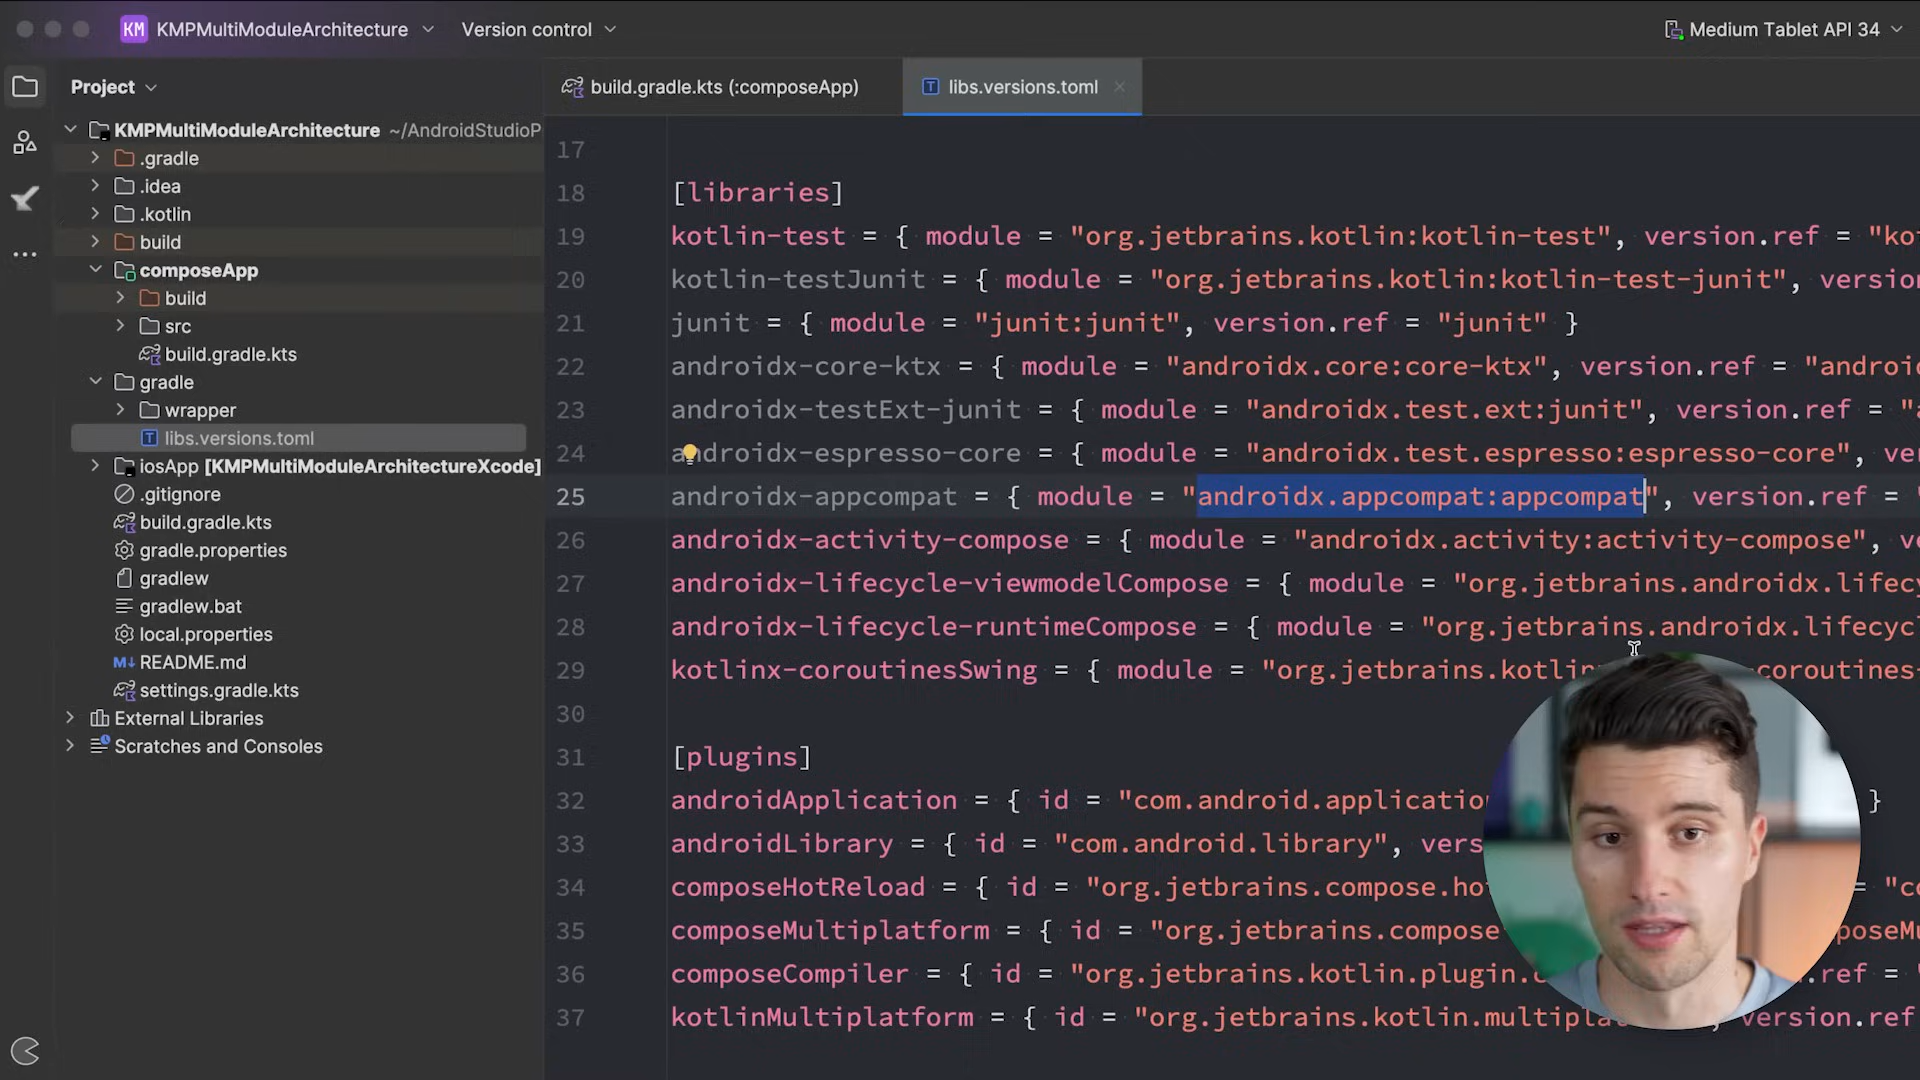 KM KMPMultiModuleArchitecture Version control Medium Tablet API 34
Project
KMPMultiModuleArchitecture ~/AndroidStudioP
.gradle
.idea
.kotlin
build
composeApp
build
src
build.gradle.kts
gradle
wrapper
libs.versions.toml
iosApp [KMPMultiModuleArchitectureXcode]
.gitignore
build.gradle.kts
gradle.properties
gradlew
gradlew.bat
local.properties
README.md
settings.gradle.kts
External Libraries
Scratches and Consoles
build.gradle.kts (:composeApp) libs.versions.toml
17
18 [libraries]
19 kotlin-test = { module = "org.jetbrains.kotlin:kotlin-test", version.ref = "ko
20 kotlin-testJunit = { module = "org.jetbrains.kotlin:kotlin-test-junit", versio
21 junit = { module = "junit:junit", version.ref = "junit" }
22 androidx-core-ktx = { module = "androidx.core:core-ktx", version.ref = "androi
23 androidx-testExt-junit = { module = "androidx.test.ext:junit", version.ref = "a
24 androidx-espresso-core = { module = "androidx.test.espresso:espresso-core", ve
25 androidx-appcompat = { module = "androidx.appcompat:appcompat", version.ref = "
26 androidx-activity-compose = { module = "androidx.activity:activity-compose", ve
27 androidx-lifecycle-viewmodelCompose = { module = "org.jetbrains.androidx.lifecy
28 androidx-lifecycle-runtimeCompose = { module = "org.jetbrains.androidx.lifecyc
29 kotlinx-coroutinesSwing = { module = "org.jetbrains.kotlin -coroutines-
30
31 [plugins]
32 androidApplication = { id = "com.android.applicatio }
33 androidLibrary = { id = "com.android.library", vers
34 composeHotReload = { id = "org.jetbrains.compose.ho = "co
35 composeMultiplatform = { id = "org.jetbrains.compose poseMu
36 composeCompiler = { id = "org.jetbrains.kotlin.plugin. .ref = "
37 kotlinMultiplatform = { id = "org.jetbrains.kotlin.multipla , version.ref